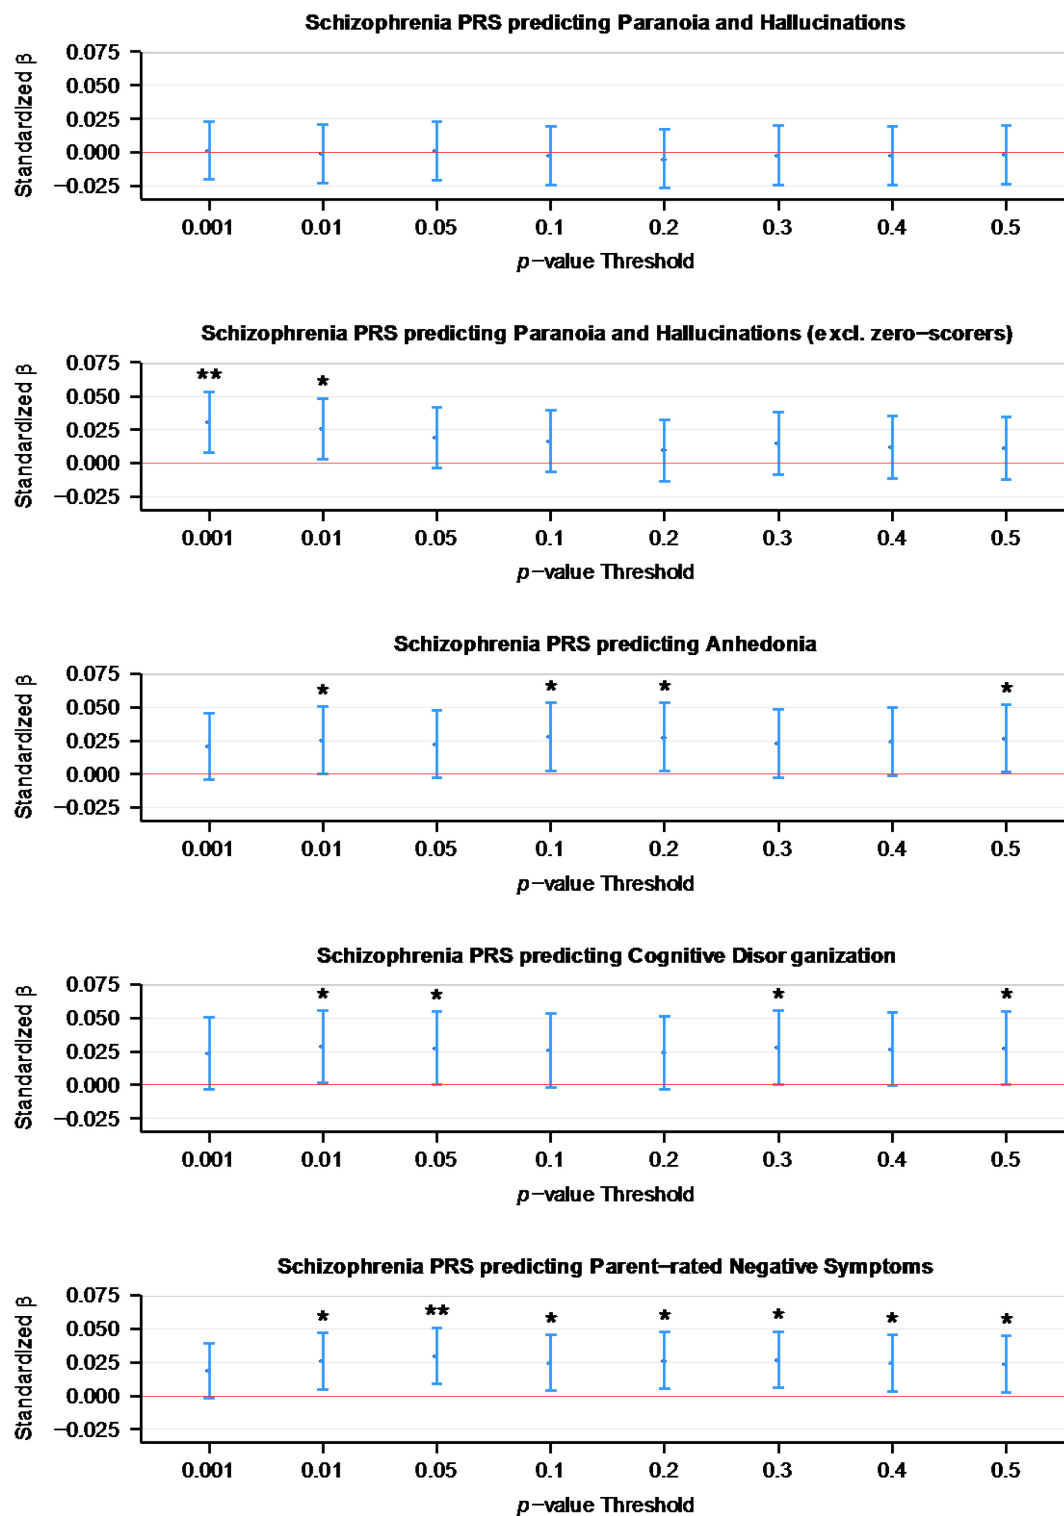 Schizophrenia PRS predicting Paranoia and Hallucinations
Standardized β
0.075
0.050
0.025
0.000
−0.025
0.001 0.01 0.05 0.1 0.2 0.3 0.4 0.5
p−value Threshold
Schizophrenia PRS predicting Paranoia and Hallucinations (excl. zero−scorers)
Standardized β
0.075
0.050
0.025
0.000
−0.025
** *
0.001 0.01 0.05 0.1 0.2 0.3 0.4 0.5
p−value Threshold
Schizophrenia PRS predicting Anhedonia
Standardized β
0.075
0.050
0.025
0.000
−0.025
* * * *
0.001 0.01 0.05 0.1 0.2 0.3 0.4 0.5
p−value Threshold
Schizophrenia PRS predicting Cognitive Disor ganization
Standardized β
0.075
0.050
0.025
0.000
−0.025
* * * *
0.001 0.01 0.05 0.1 0.2 0.3 0.4 0.5
p−value Threshold
Schizophrenia PRS predicting Parent−rated Negative Symptoms
Standardized β
0.075
0.050
0.025
0.000
−0.025
* ** * * * * *
0.001 0.01 0.05 0.1 0.2 0.3 0.4 0.5
p−value Threshold